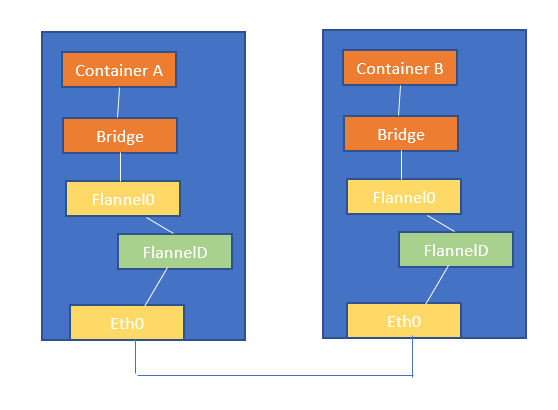 Container A
Bridge
Flannel0
FlannelD
Eth0
Container B
Bridge
Flannel0
FlannelD
Eth0